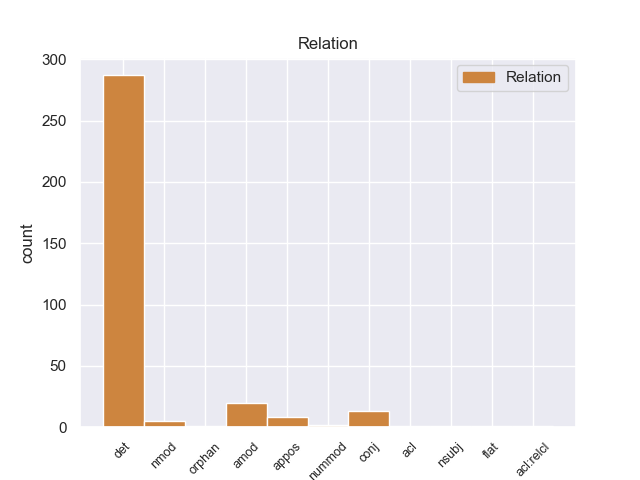 Relation
300
250
200
150
100
50
0
count
Relation
det
nmod
orphan
amod
appos
nummod
conj
acl
nsubj
flat
acl:relcl